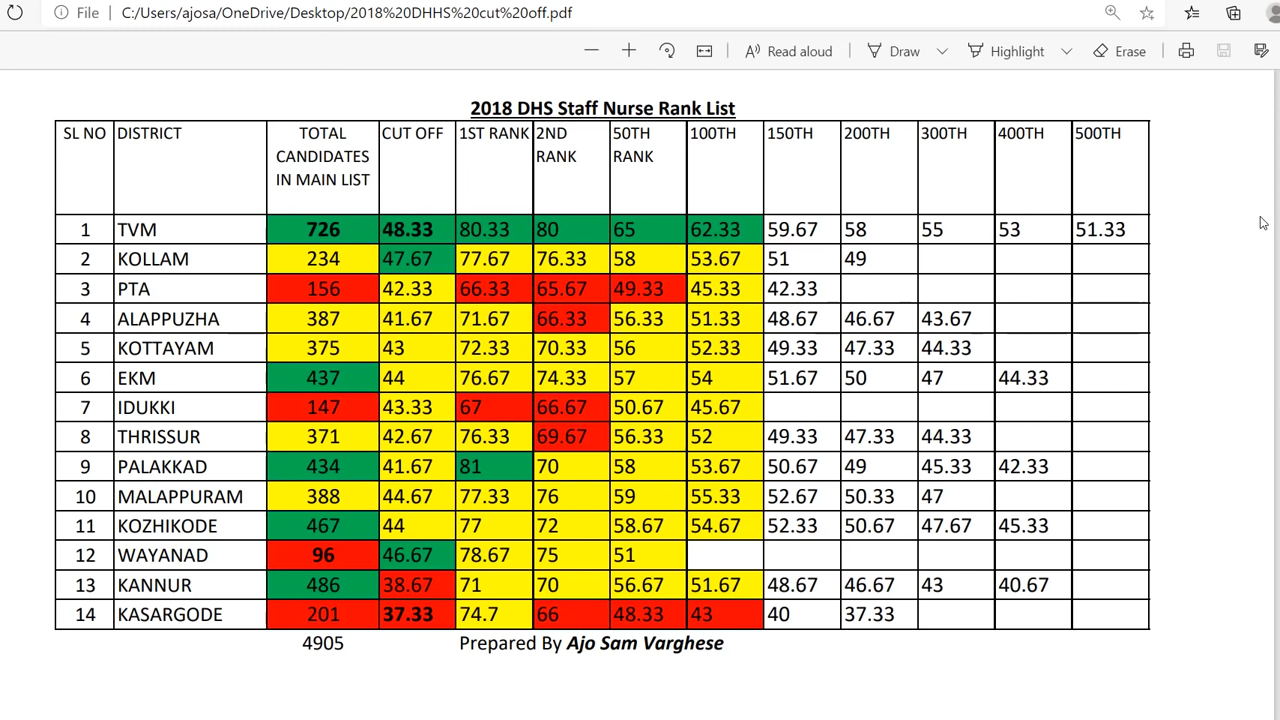 File C:/Users/ajosa/OneDrive/Desktop/2018%20DHHS%20cut%20off.pdf
Read aloud Draw Highlight Erase
2018 DHS Staff Nurse Rank List
SL NO DISTRICT TOTAL CANDIDATES IN MAIN LIST CUT OFF 1ST RANK 2ND RANK 50TH RANK 100TH 150TH 200TH 300TH 400TH 500TH
1 TVM 726 48.33 80.33 80 65 62.33 59.67 58 55 53 51.33
2 KOLLAM 234 47.67 77.67 76.33 58 53.67 51 49
3 PTA 156 42.33 66.33 65.67 49.33 45.33 42.33
4 ALAPPUZHA 387 41.67 71.67 66.33 56.33 51.33 48.67 46.67 43.67
5 KOTTAYAM 375 43 72.33 70.33 56 52.33 49.33 47.33 44.33
6 EKM 437 44 76.67 74.33 57 54 51.67 50 47 44.33
7 IDUKKI 147 43.33 67 66.67 50.67 45.67
8 THRISSUR 371 42.67 76.33 69.67 56.33 52 49.33 47.33 44.33
9 PALAKKAD 434 41.67 81 70 58 53.67 50.67 49 45.33 42.33
10 MALAPPURAM 388 44.67 77.33 76 59 55.33 52.67 50.33 47
11 KOZHIKODE 467 44 77 72 58.67 54.67 52.33 50.67 47.67 45.33
12 WAYANAD 96 46.67 78.67 75 51
13 KANNUR 486 38.67 71 70 56.67 51.67 48.67 46.67 43 40.67
14 KASARGODE 201 37.33 74.7 66 48.33 43 40 37.33
4905 Prepared By Ajo Sam Varghese